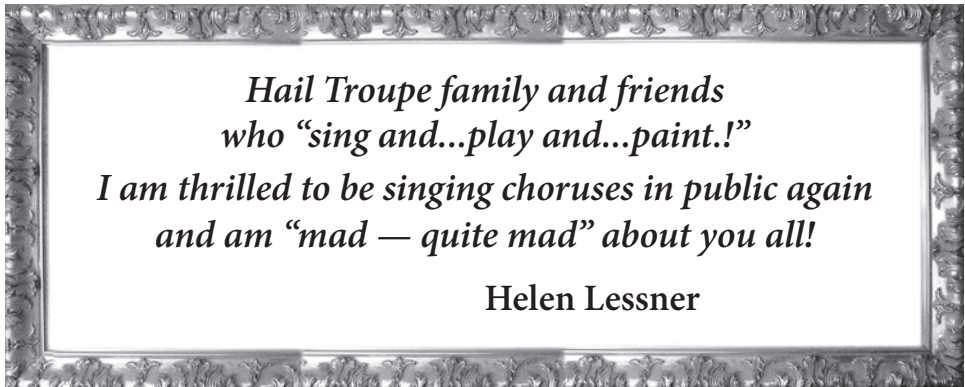 Hail Troupe family and friends
who “sing and...play and...paint.!”
I am thrilled to be singing choruses in public again
and am “mad — quite mad” about you all!
Helen Lessner